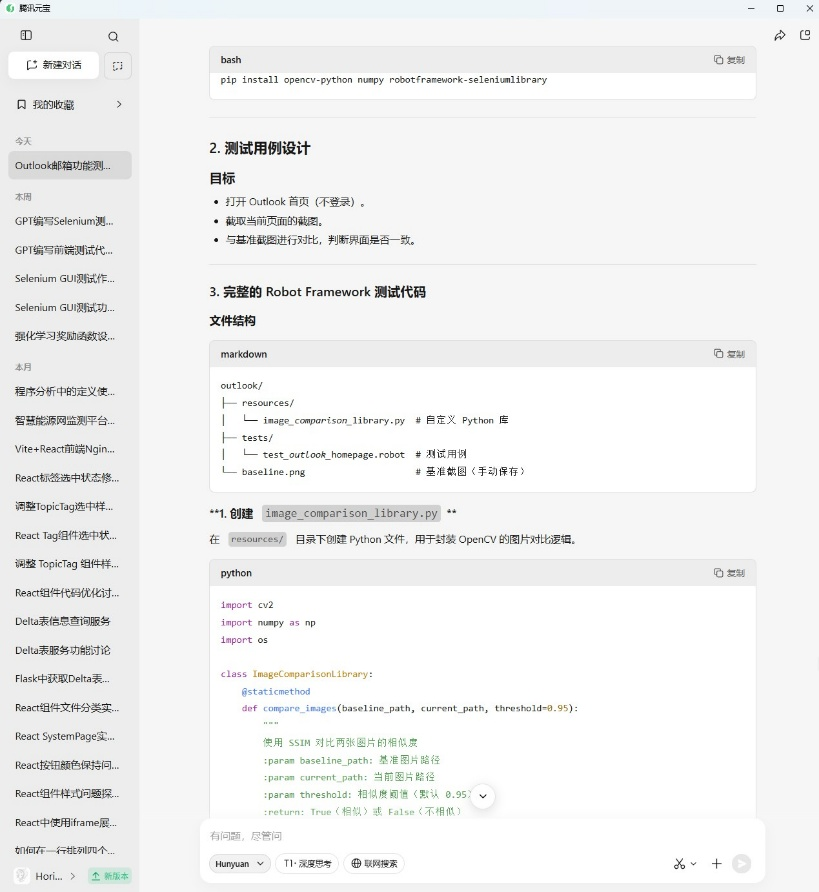 腾讯元宝
新建对话
我的收藏
今天
Outlook邮箱功能测...
本周
GPT编写Selenium测...
GPT编写前端测试代...
Selenium GUI测试作...
Selenium GUI测试功...
强化学习奖励函数设...
本月
程序分析中的定义使...
智慧能源网监测平台...
Vite+React前端Ngin...
React标签选中状态修...
调整TopicTag选中样...
React Tag组件选中状...
调整 TopicTag 组件样...
React组件代码优化讨...
Delta表信息查询服务
Delta表服务功能讨论
Flask中获取Delta表...
React组件文件分类实...
React SystemPage实...
React按钮颜色保持问...
React组件样式问题探...
React中使用iframe展...
如何在一行排列四个...
Hori...
新版本
bash
复制
pip install opencv-python numpy robotframework-seleniumlibrary
2. 测试用例设计
目标
• 打开 Outlook 首页（不登录）。
• 截取当前页面的截图。
• 与基准截图进行对比，判断界面是否一致。
3. 完整的 Robot Framework 测试代码
文件结构
markdown
复制
outlook/
├── resources/
│   └── image_comparison_library.py  # 自定义 Python 库
├── tests/
│   └── test_outlook_homepage.robot  # 测试用例
└── baseline.png                     # 基准截图（手动保存）
**1. 创建 image_comparison_library.py **
在 resources/ 目录下创建 Python 文件，用于封装 OpenCV 的图片对比逻辑。
python
复制
import cv2
import numpy as np
import os
class ImageComparisonLibrary:
@staticmethod
def compare_images(baseline_path, current_path, threshold=0.95):
"""
使用 SSIM 对比两张图片的相似度
:param baseline_path: 基准图片路径
:param current_path: 当前图片路径
:param threshold: 相似度阈值（默认 0.95
:return: True（相似）或 False（不相似）
有问题，尽管问
Hunyuan
T1·深度思考
联网搜索